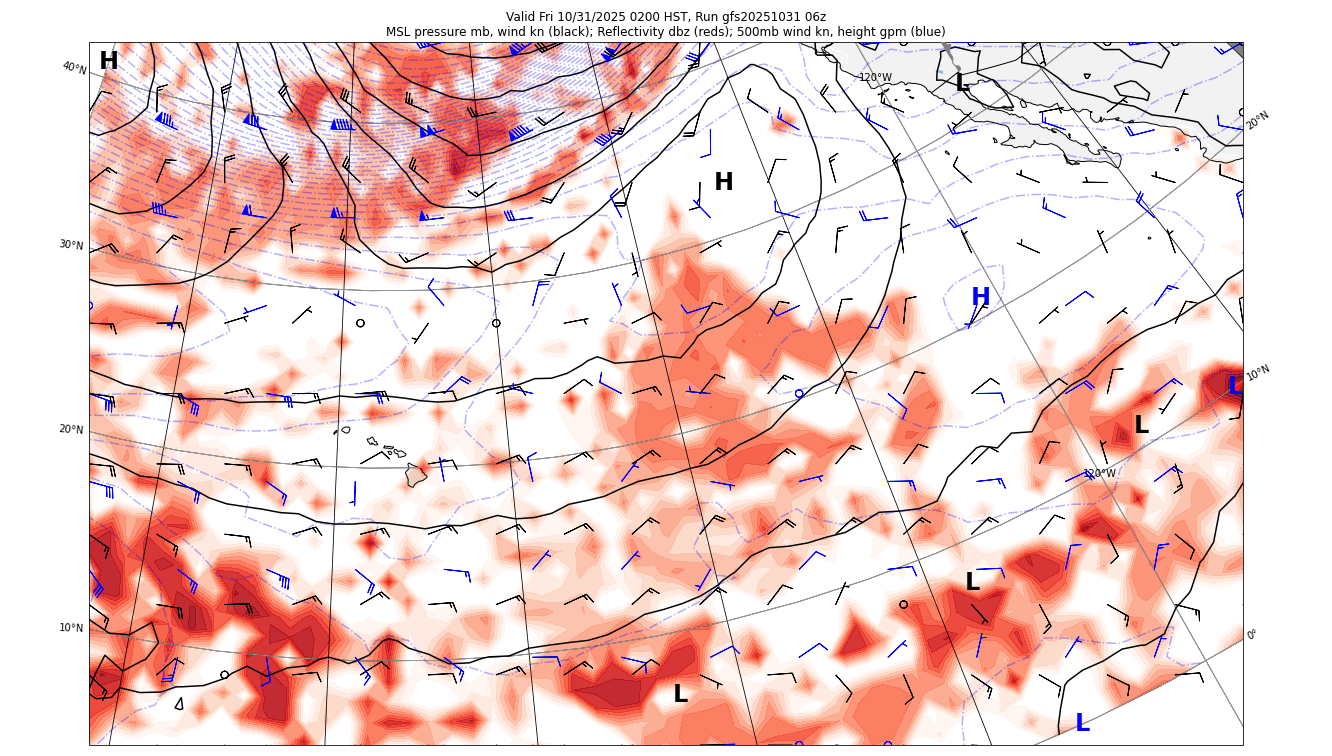 Valid Fri 10/31/2025 0200 HST, Run gfs20251031 06z
MSL pressure mb, wind kn (black); Reflectivity dbz (reds); 500mb wind kn, height gpm (blue)
H
40°N
120°W
L
20°N
H
30°N
H
10°N
L
20°N
L
120°W
L
10°N
0°
L
L